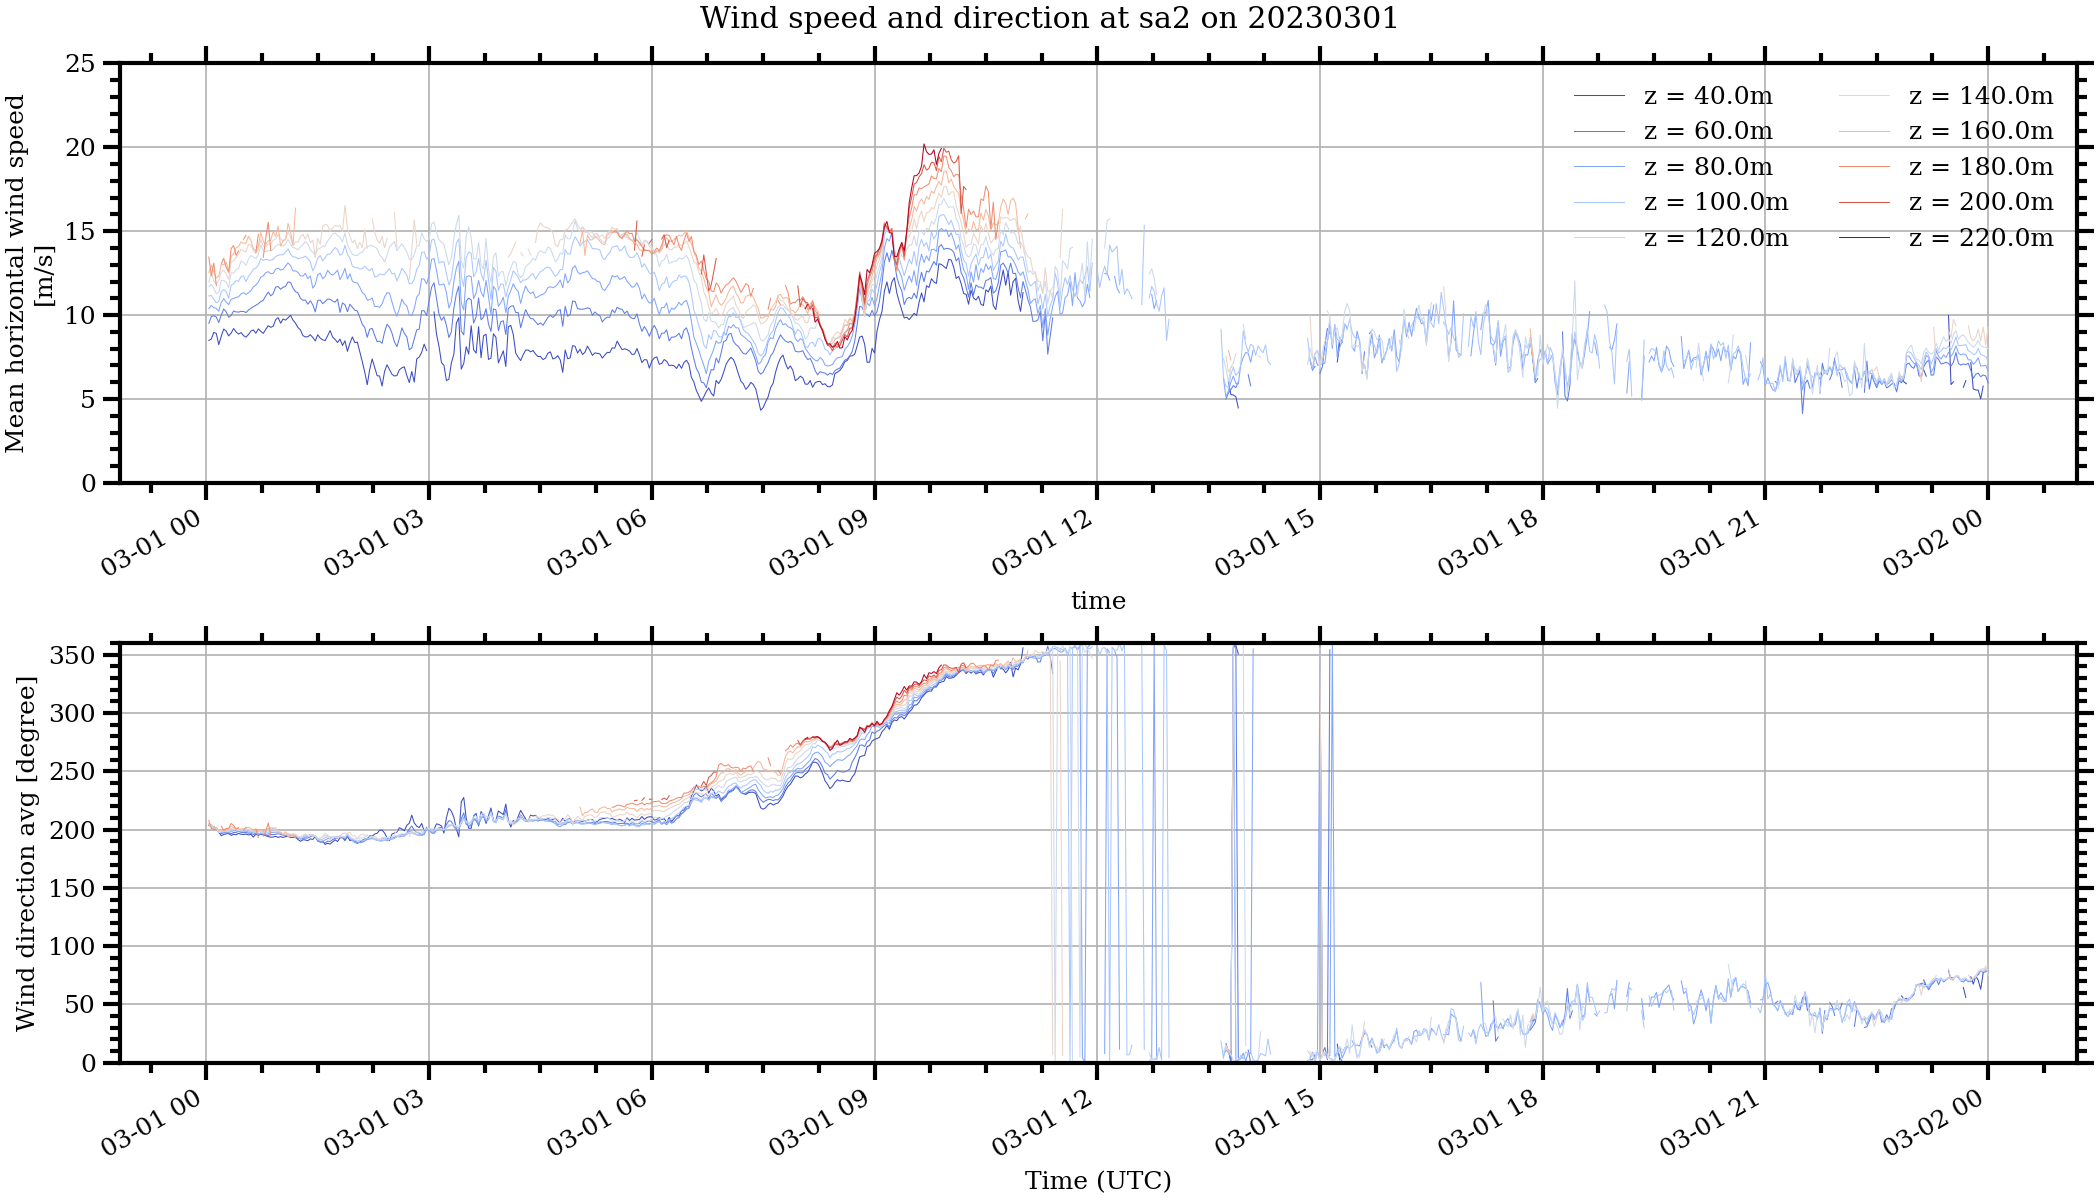 Wind speed and direction at sa2 on 20230301
Mean horizontal wind speed
[m/s]
25
20
15
10
5
0
z = 40.0m
z = 60.0m
z = 80.0m
z = 100.0m
z = 120.0m
z = 140.0m
z = 160.0m
z = 180.0m
z = 200.0m
z = 220.0m
03-01 00
03-01 03
03-01 06
03-01 09
03-01 12
03-01 15
03-01 18
03-01 21
03-02 00
time
Wind direction avg [degree]
350
300
250
200
150
100
50
0
03-01 00
03-01 03
03-01 06
03-01 09
03-01 12
03-01 15
03-01 18
03-01 21
03-02 00
Time (UTC)